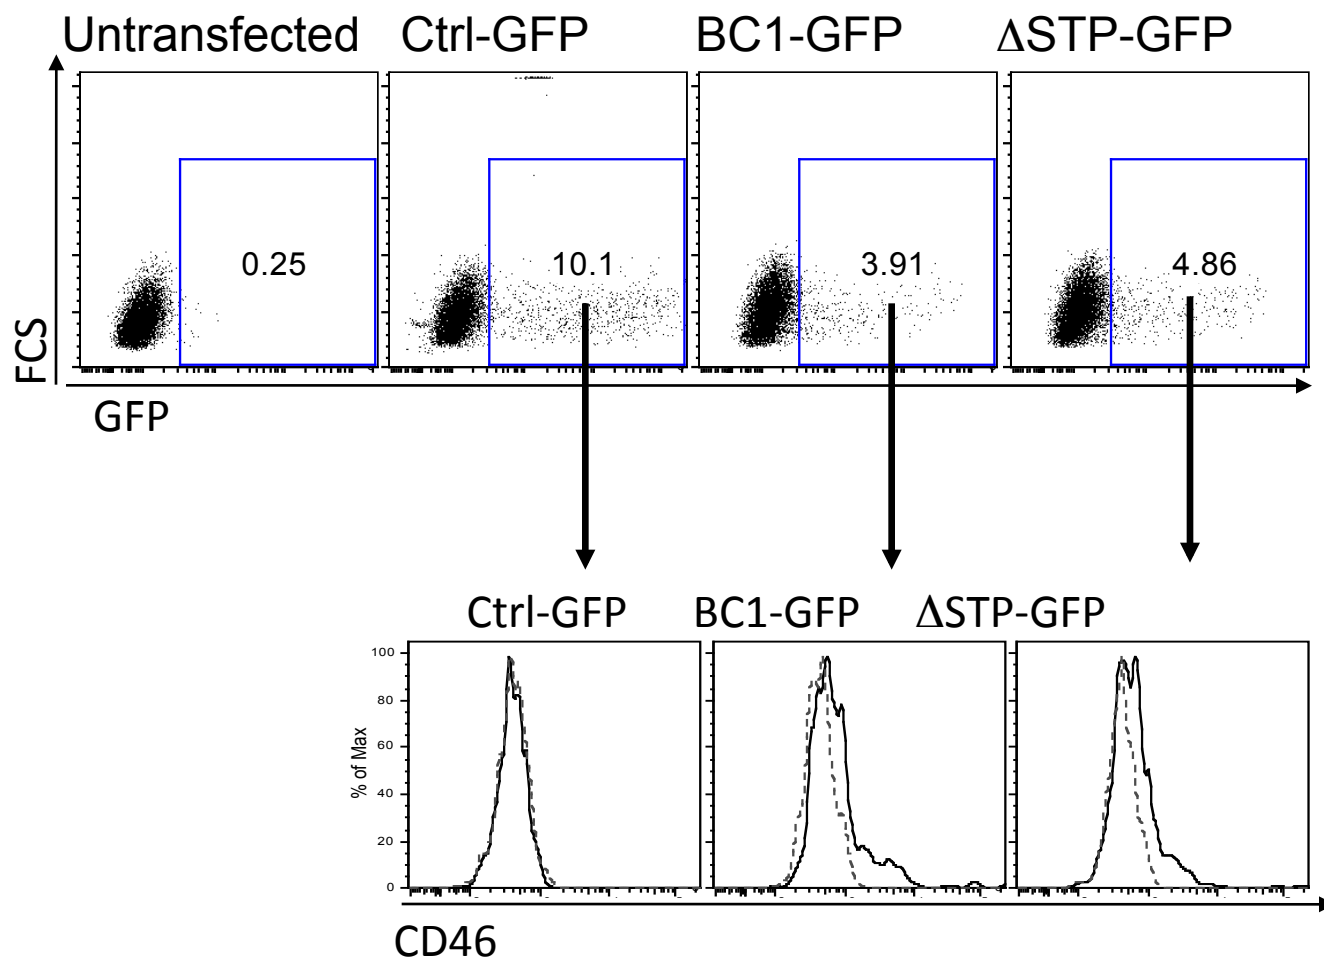 Untransfected Ctrl-GFP BC1-GFP ΔSTP-GFP
0.25 10.1 3.91 4.86
FCS
GFP
Ctrl-GFP BC1-GFP ΔSTP-GFP
100
80
60
40
20
0
% of Max
CD46